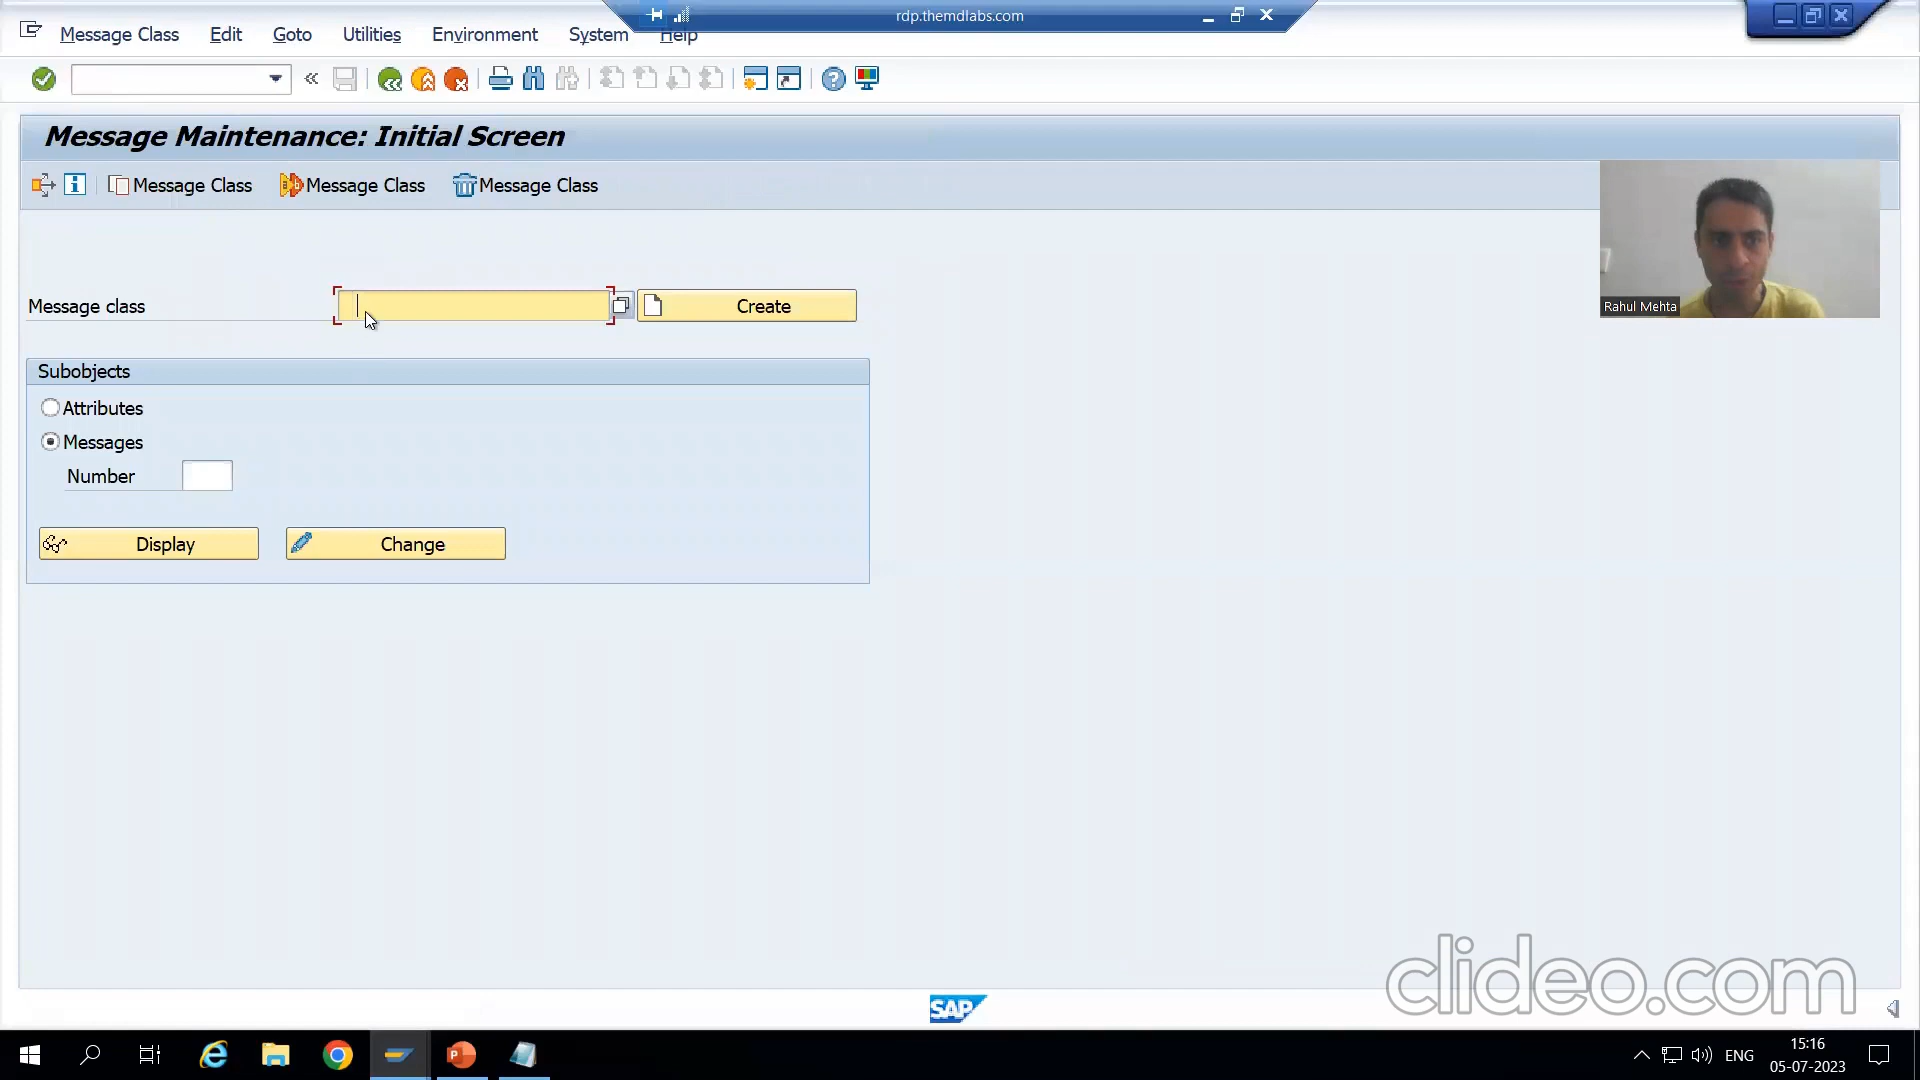 rdp.themdlabs.com
Message Class Edit Goto Utilities Environment System Help
Message Maintenance: Initial Screen
Message Class Message Class Message Class
Message class Create
Rahul Mehta
Subobjects
Attributes
Messages
Number
Display Change
clideo.com
SAP
ENG 15:16
05-07-2023